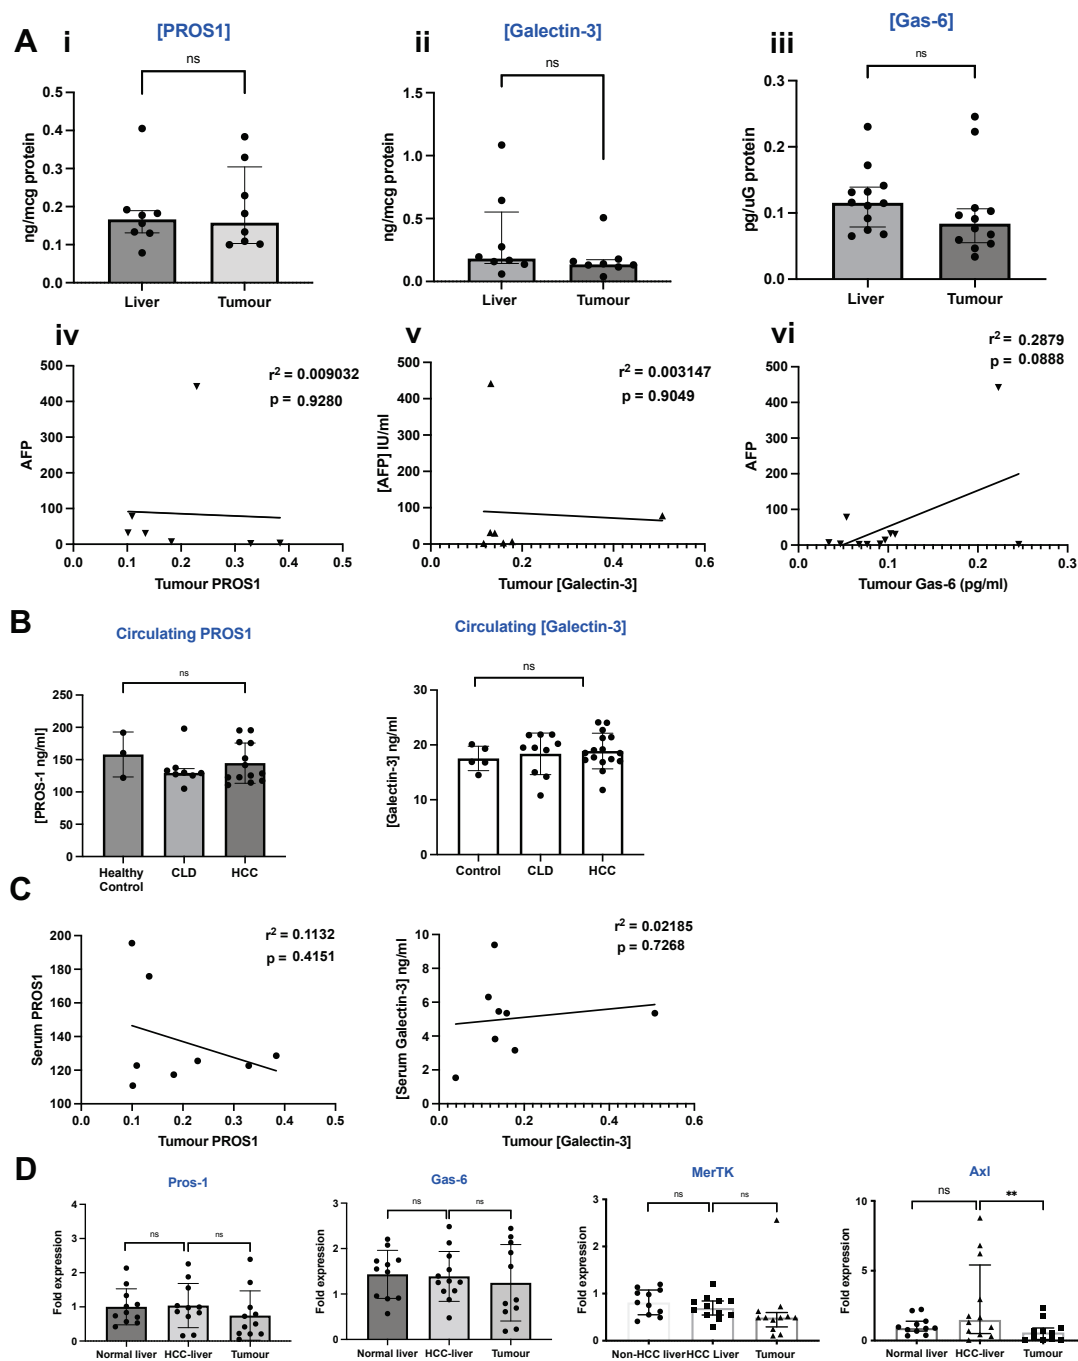 A
i
[PROS1]
ns
ng/mcg protein
0.5
0.4
0.3
0.2
0.1
0.0
Liver
Tumour
ii
[Galectin-3]
ns
ng/mcg protein
1.5
1.0
0.5
0.0
Liver
Tumour
iii
[Gas-6]
ns
pg/uG protein
0.3
0.2
0.1
0.0
Liver
Tumour
iv
r² = 0.009032
p = 0.9280
AFP
500
400
300
200
100
0
0.0 0.1 0.2 0.3 0.4 0.5
Tumour PROS1
v
r² = 0.003147
p = 0.9049
[AFP] IU/ml
500
400
300
200
100
0
0.0 0.2 0.4 0.6
Tumour [Galectin-3]
vi
r² = 0.2879
p = 0.0888
AFP
500
400
300
200
100
0
0.0 0.1 0.2 0.3
Tumour Gas-6 (pg/ml)
B
Circulating PROS1
ns
[PROS-1 ng/ml]
250
200
150
100
50
0
Healthy
Control
CLD
HCC
Circulating [Galectin-3]
ns
[Galectin-3] ng/ml
30
20
10
0
Control
CLD
HCC
C
r² = 0.1132
p = 0.4151
Serum PROS1
200
180
160
140
120
100
0.0 0.1 0.2 0.3 0.4 0.5
Tumour PROS1
r² = 0.02185
p = 0.7268
[Serum Galectin-3] ng/ml
10
8
6
4
2
0
0.0 0.2 0.4 0.6
Tumour [Galectin-3]
D
Pros-1
ns ns
Fold expression
4
3
2
1
0
Normal liver HCC-liver Tumour
Gas-6
ns ns
Fold expression
3
2
1
0
Normal liver HCC-liver Tumour
MerTK
ns ns
Fold expression
3
2
1
0
Non-HCC liver HCC Liver Tumour
Axl
ns **
Fold expression
10
5
0
Normal liver HCC-liver Tumour